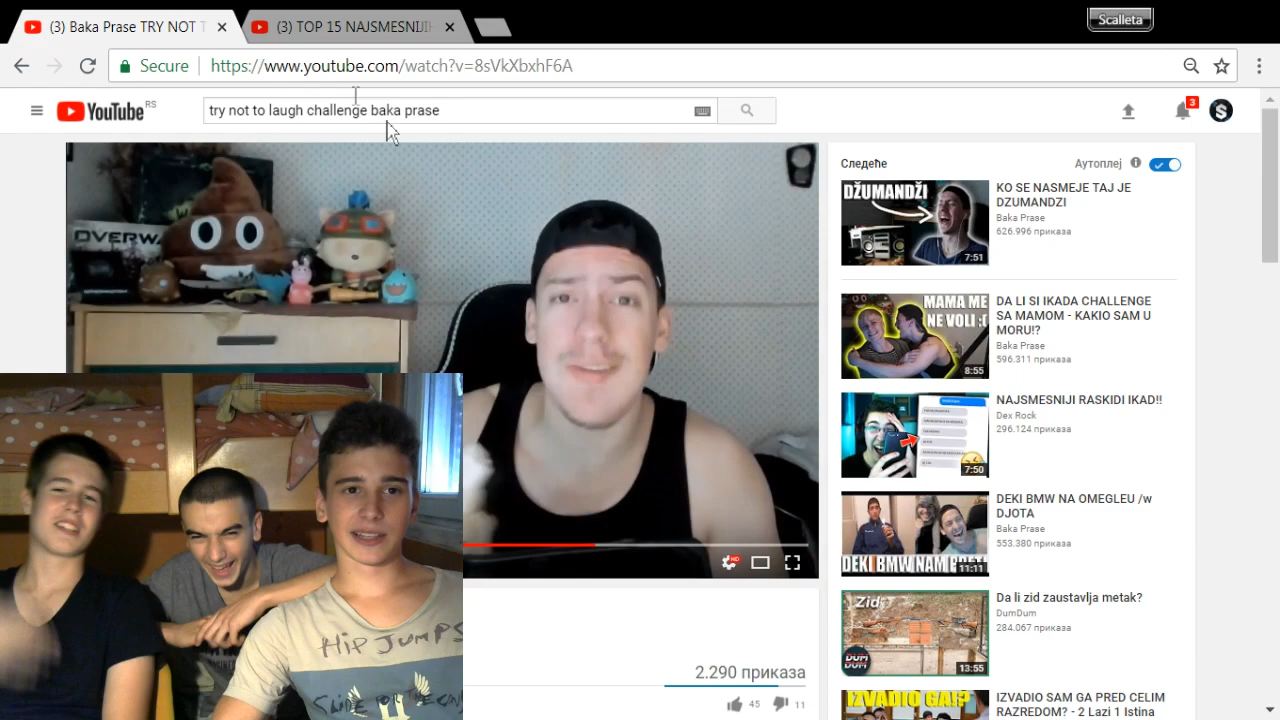 (3) Baka Prase TRY NOT T
(3) TOP 15 NAJSMESNIJI
Scalleta
Secure
https://www.youtube.com/watch?v=8sVkXbxhF6A
YouTube RS
try not to laugh challenge baka prase
3
OVERWA
Следеће
Аутоплеј
DŽUMANDŽI
7:51
KO SE NASMEJE TAJ JE
DZUMANDZI
Baka Prase
626.996 приказа
MAMA ME
NE VOLI :(
8:55
DA LI SI IKADA CHALLENGE
SA MAMOM - KAKIO SAM U
MORU!?
Baka Prase
596.311 приказа
7:50
NAJSMESNIJI RASKIDI IKAD!!
Dex Rock
296.124 приказа
DEKI BMW NAM
11:11
DEKI BMW NA OMEGLEU /w
DJOTA
Baka Prase
553.380 приказа
Zid
DUM
DUM
13:55
Da li zid zaustavlja metak?
DumDum
284.067 приказа
IZVADIO GA!?
IZVADIO SAM GA PRED CELIM
RAZREDOM? - 2 Lazi 1 Istina
HD
HIP JUMPS
2.290 приказа
45
11